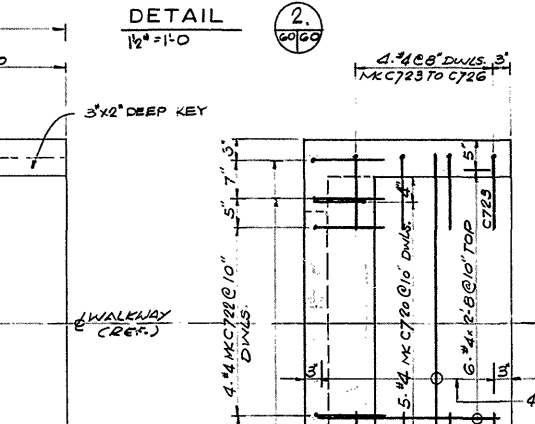 DETAIL
1½"=1'-0
2.
60 60
4-#4@8" DWLS.
MK C723 TO C726
3"
3"x2" DEEP KEY
3"
7"
5"
5"
4"
C723
4-#4 MK C722@10"
DWLS.
5-#4 MK C720@10" DWLS.
6-#4x2'-8@10" TOP
℄ WALKWAY
(REF.)
3"
3"
4